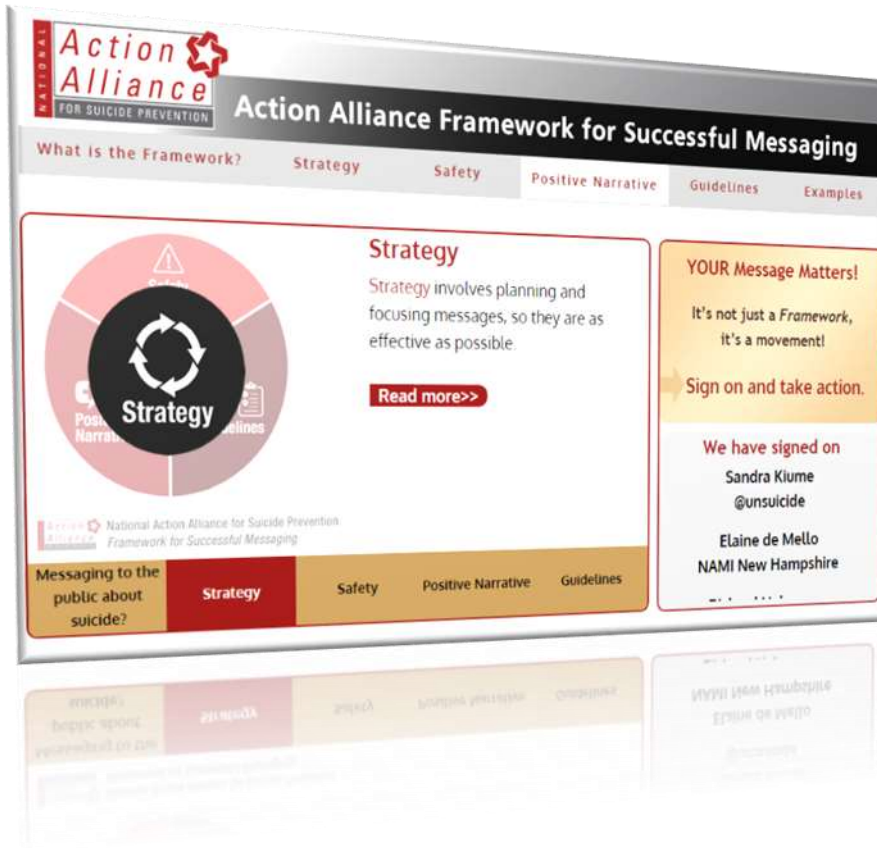 NATIONAL
Action
Alliance
FOR SUICIDE PREVENTION
Action Alliance Framework for Successful Messaging
What is the Framework?
Strategy
Safety
Positive Narrative
Guidelines
Examples
Safety
Strategy
Strategy
Strategy involves planning and
focusing messages, so they are as
effective as possible.
Read more>>
National Action Alliance for Suicide Prevention
Framework for Successful Messaging
Messaging to the
public about
suicide?
Strategy
Safety
Positive Narrative
Guidelines
YOUR Message Matters!
It's not just a Framework,
it's a movement!
Sign on and take action.
We have signed on
Sandra Kiume
@unsuicide
Elaine de Mello
NAMI New Hampshire